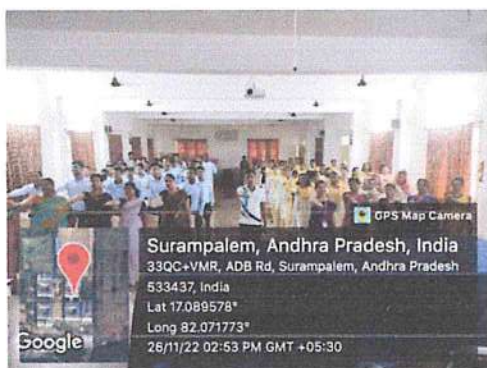 GPS Map Camera
Surampalem, Andhra Pradesh, India
33QC+VMR, ADB Rd, Surampalem, Andhra Pradesh
533437, India
Lat 17.089578°
Long 82.071773°
26/11/22 02:53 PM GMT +05:30
Google